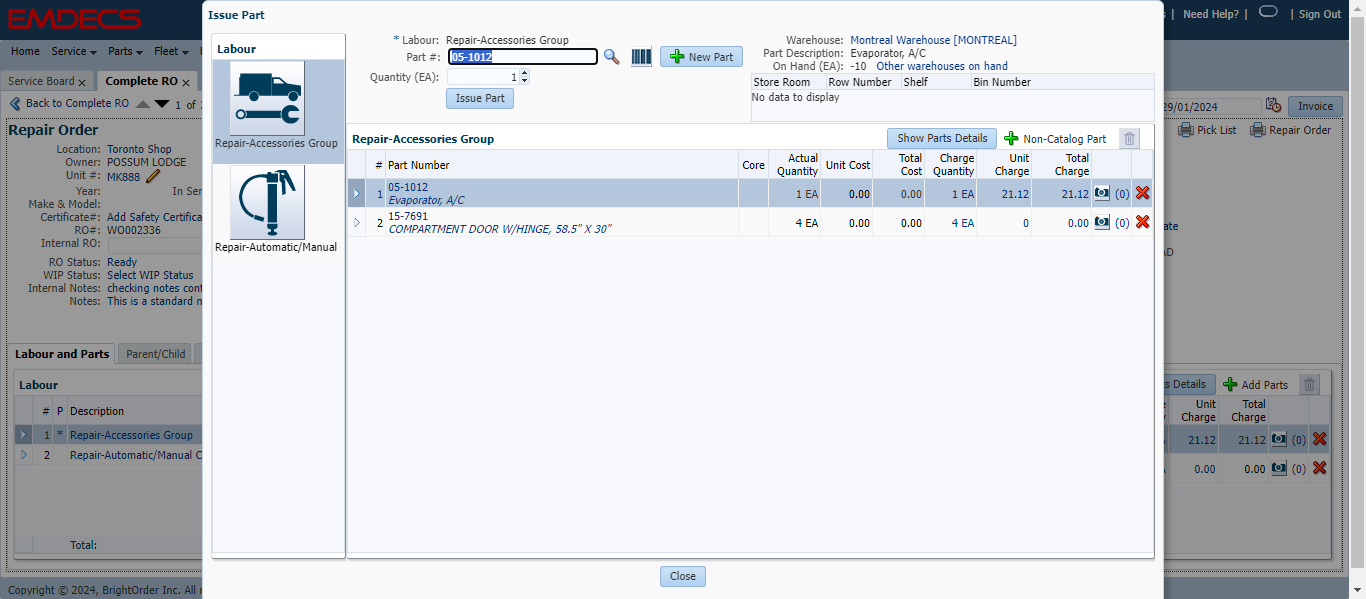 EMDECS
Need Help? | | Sign Out
Home Service Parts Fleet
Service Board x Complete RO x
Back to Complete RO 1 of
29/01/2024 Invoice
Pick List Repair Order
Repair Order
Location: Toronto Shop
Owner: POSSUM LODGE
Unit #: MK888
Year: In Ser
Make & Model:
Certificate#: Add Safety Certifica
RO#: WO002336
Internal RO:
RO Status: Ready
WIP Status: Select WIP Status
Internal Notes: checking notes cont
Notes: This is a standard n
Labour and Parts Parent/Child
Labour
# P Description
1 * Repair-Accessories Group
2 Repair-Automatic/Manual C
Total:
Copyright © 2024, BrightOrder Inc. All r
Issue Part
Labour
Repair-Accessories Group
Repair-Automatic/Manual
* Labour: Repair-Accessories Group
Part #: 05-1012 New Part
Quantity (EA): 1
Issue Part
Warehouse: Montreal Warehouse [MONTREAL]
Part Description: Evaporator, A/C
On Hand (EA): -10 Other warehouses on hand
Store Room Row Number Shelf Bin Number
No data to display
Repair-Accessories Group Show Parts Details Non-Catalog Part
# Part Number Core Actual Quantity Unit Cost Total Cost Charge Quantity Unit Charge Total Charge
1 05-1012 1 EA 0.00 0.00 1 EA 21.12 21.12 (0)
Evaporator, A/C
2 15-7691 4 EA 0.00 0.00 4 EA 0 0.00 (0)
COMPARTMENT DOOR W/HINGE, 58.5" X 30"
Close
ate
AD
s Details Add Parts
Unit Charge Total Charge
21.12 21.12 (0)
0.00 0.00 (0)